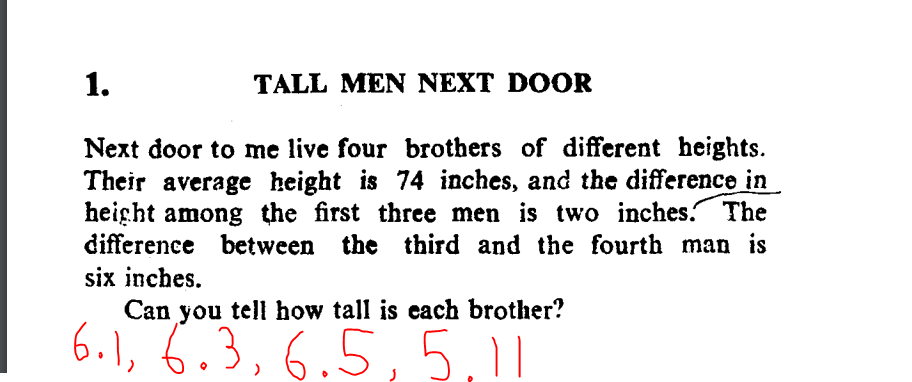 1. TALL MEN NEXT DOOR
Next door to me live four brothers of different heights.
Their average height is 74 inches, and the difference in
height among the first three men is two inches. The
difference between the third and the fourth man is
six inches.
Can you tell how tall is each brother?
6.1, 6.3, 6.5, 5.11